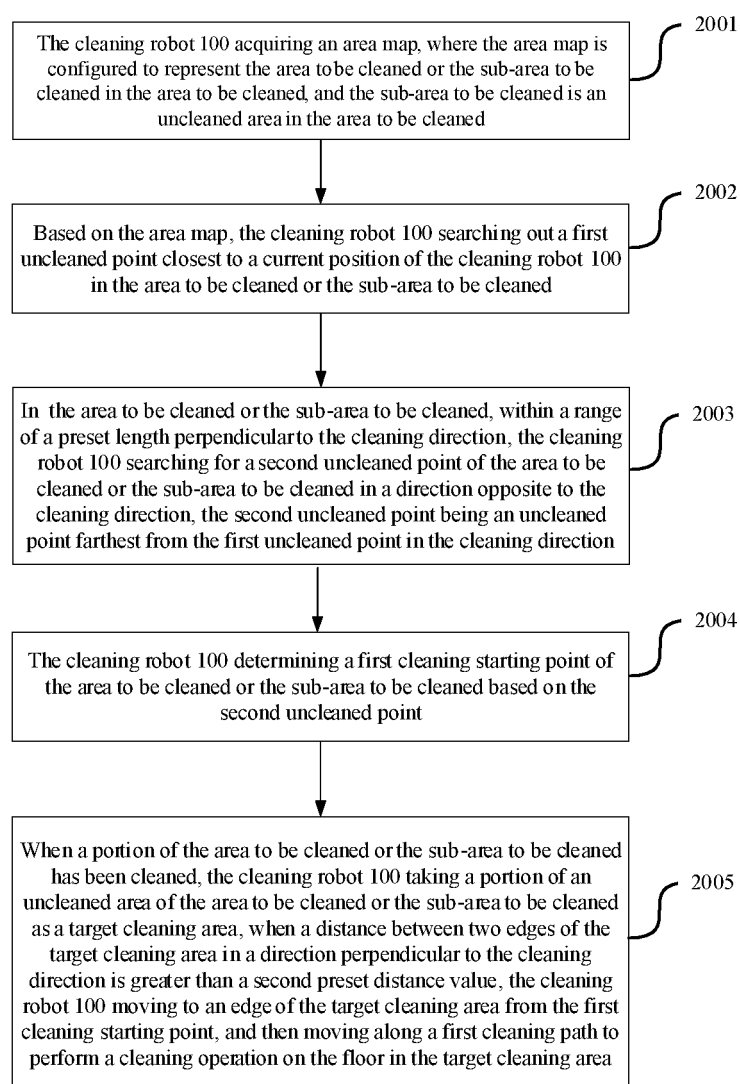 2001
The cleaning robot 100 acquiring an area map, where the area map is
configured to represent the area to be cleaned or the sub-area to be
cleaned in the area to be cleaned, and the sub-area to be cleaned is an
uncleaned area in the area to be cleaned
2002
Based on the area map, the cleaning robot 100 searching out a first
uncleaned point closest to a current position of the cleaning robot 100
in the area to be cleaned or the sub-area to be cleaned
2003
In the area to be cleaned or the sub-area to be cleaned, within a range
of a preset length perpendicular to the cleaning direction, the cleaning
robot 100 searching for a second uncleaned point of the area to be
cleaned or the sub-area to be cleaned in a direction opposite to the
cleaning direction, the second uncleaned point being an uncleaned
point farthest from the first uncleaned point in the cleaning direction
2004
The cleaning robot 100 determining a first cleaning starting point of
the area to be cleaned or the sub-area to be cleaned based on the
second uncleaned point
2005
When a portion of the area to be cleaned or the sub-area to be cleaned
has been cleaned, the cleaning robot 100 taking a portion of an
uncleaned area of the area to be cleaned or the sub-area to be cleaned
as a target cleaning area, when a distance between two edges of the
target cleaning area in a direction perpendicular to the cleaning
direction is greater than a second preset distance value, the cleaning
robot 100 moving to an edge of the target cleaning area from the first
cleaning starting point, and then moving along a first cleaning path to
perform a cleaning operation on the floor in the target cleaning area